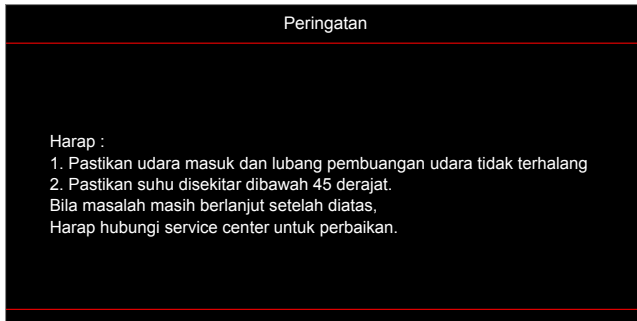 Peringatan
Harap :
1. Pastikan udara masuk dan lubang pembuangan udara tidak terhalang
2. Pastikan suhu disekitar dibawah 45 derajat.
Bila masalah masih berlanjut setelah diatas,
Harap hubungi service center untuk perbaikan.